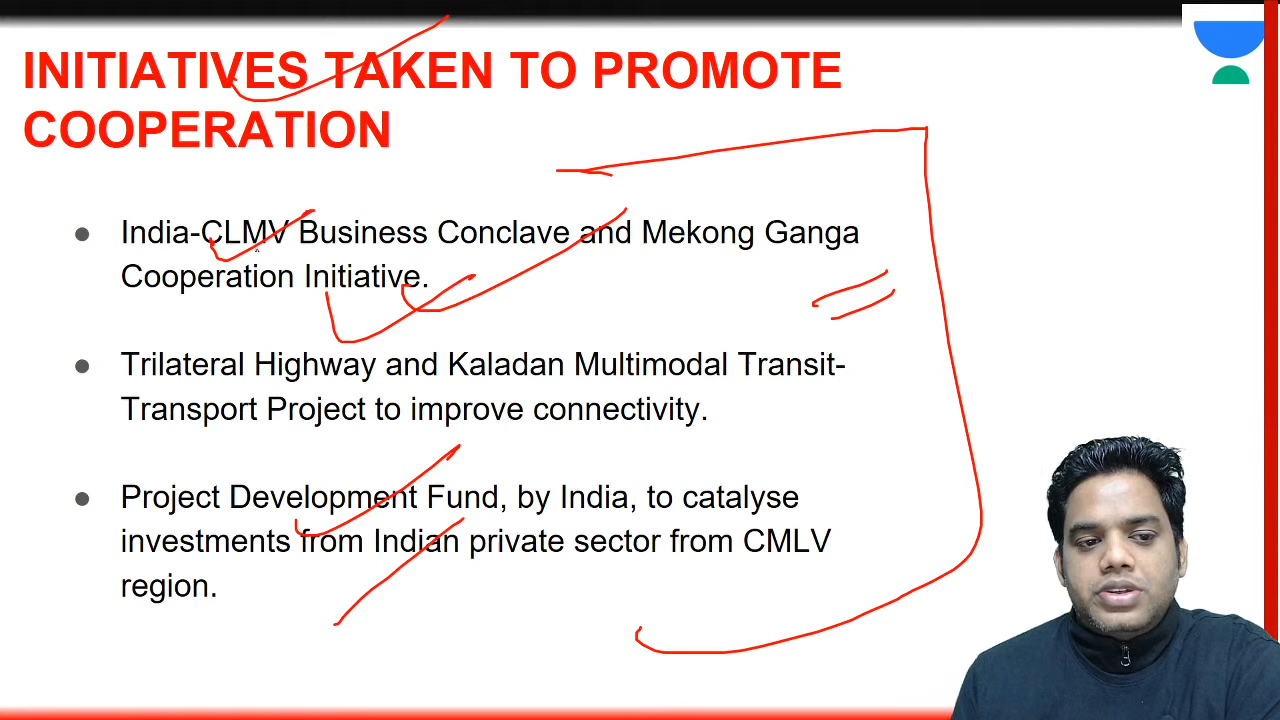 INITIATIVES TAKEN TO PROMOTE
COOPERATION
● India-CLMV Business Conclave and Mekong Ganga
Cooperation Initiative.
● Trilateral Highway and Kaladan Multimodal Transit-
Transport Project to improve connectivity.
● Project Development Fund, by India, to catalyse
investments from Indian private sector from CMLV
region.